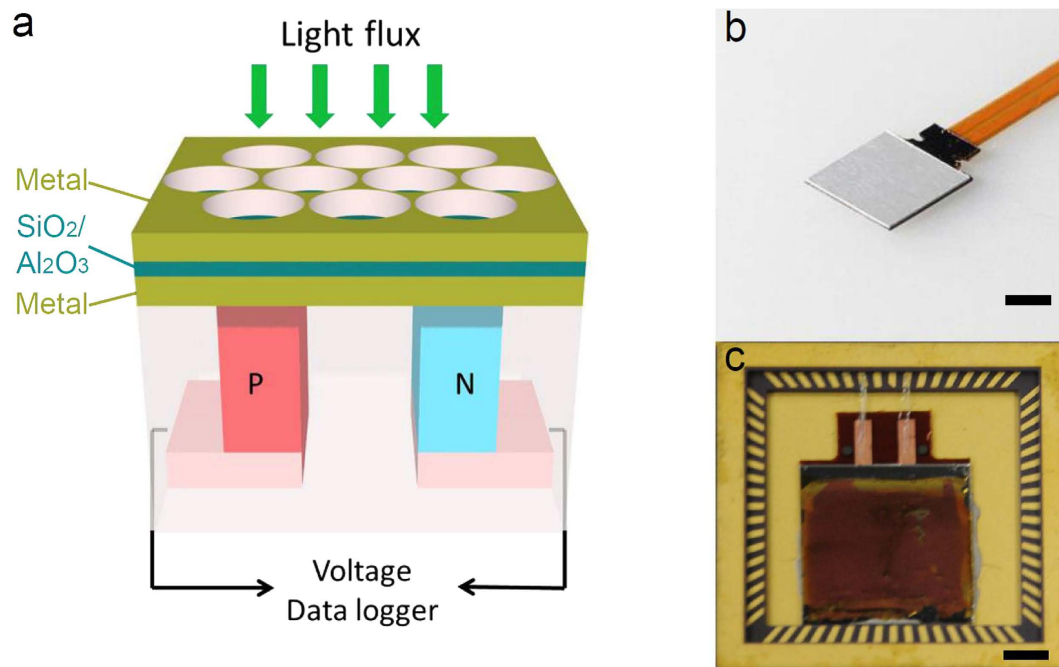 a
Light flux
Metal
SiO₂/
Al₂O₃
Metal
P
N
Voltage
Data logger
b
c